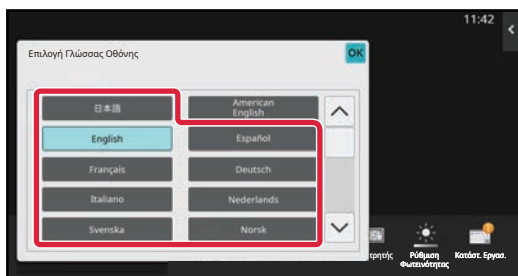 11:42
Επιλογή Γλώσσας Οθόνης
OK
日本語
American
English
English
Español
Français
Deutsch
Italiano
Nederlands
Svenska
Norsk
Ρύθμιση
Φωτεινότητας
Κατάστ. Εργασ.